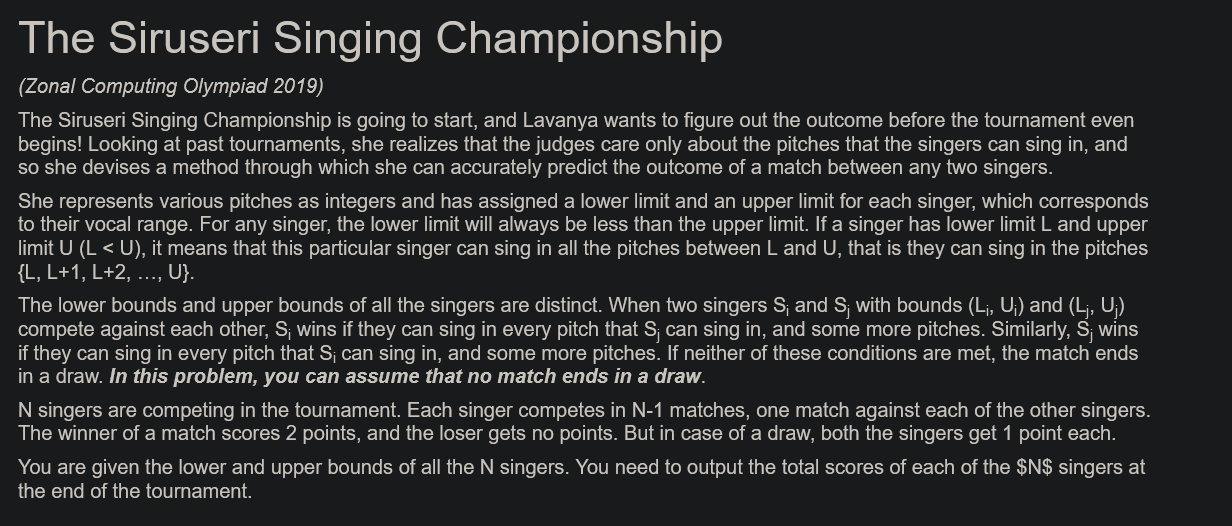 The Siruseri Singing Championship
(Zonal Computing Olympiad 2019)
The Siruseri Singing Championship is going to start, and Lavanya wants to figure out the outcome before the tournament even
begins! Looking at past tournaments, she realizes that the judges care only about the pitches that the singers can sing in, and
so she devises a method through which she can accurately predict the outcome of a match between any two singers.
She represents various pitches as integers and has assigned a lower limit and an upper limit for each singer, which corresponds
to their vocal range. For any singer, the lower limit will always be less than the upper limit. If a singer has lower limit L and upper
limit U (L < U), it means that this particular singer can sing in all the pitches between L and U, that is they can sing in the pitches
{L, L+1, L+2, …, U}.
The lower bounds and upper bounds of all the singers are distinct. When two singers Si and Sj with bounds (Li, Ui) and (Lj, Uj)
compete against each other, Si wins if they can sing in every pitch that Sj can sing in, and some more pitches. Similarly, Sj wins
if they can sing in every pitch that Si can sing in, and some more pitches. If neither of these conditions are met, the match ends
in a draw. In this problem, you can assume that no match ends in a draw.
N singers are competing in the tournament. Each singer competes in N-1 matches, one match against each of the other singers.
The winner of a match scores 2 points, and the loser gets no points. But in case of a draw, both the singers get 1 point each.
You are given the lower and upper bounds of all the N singers. You need to output the total scores of each of the $N$ singers at
the end of the tournament.